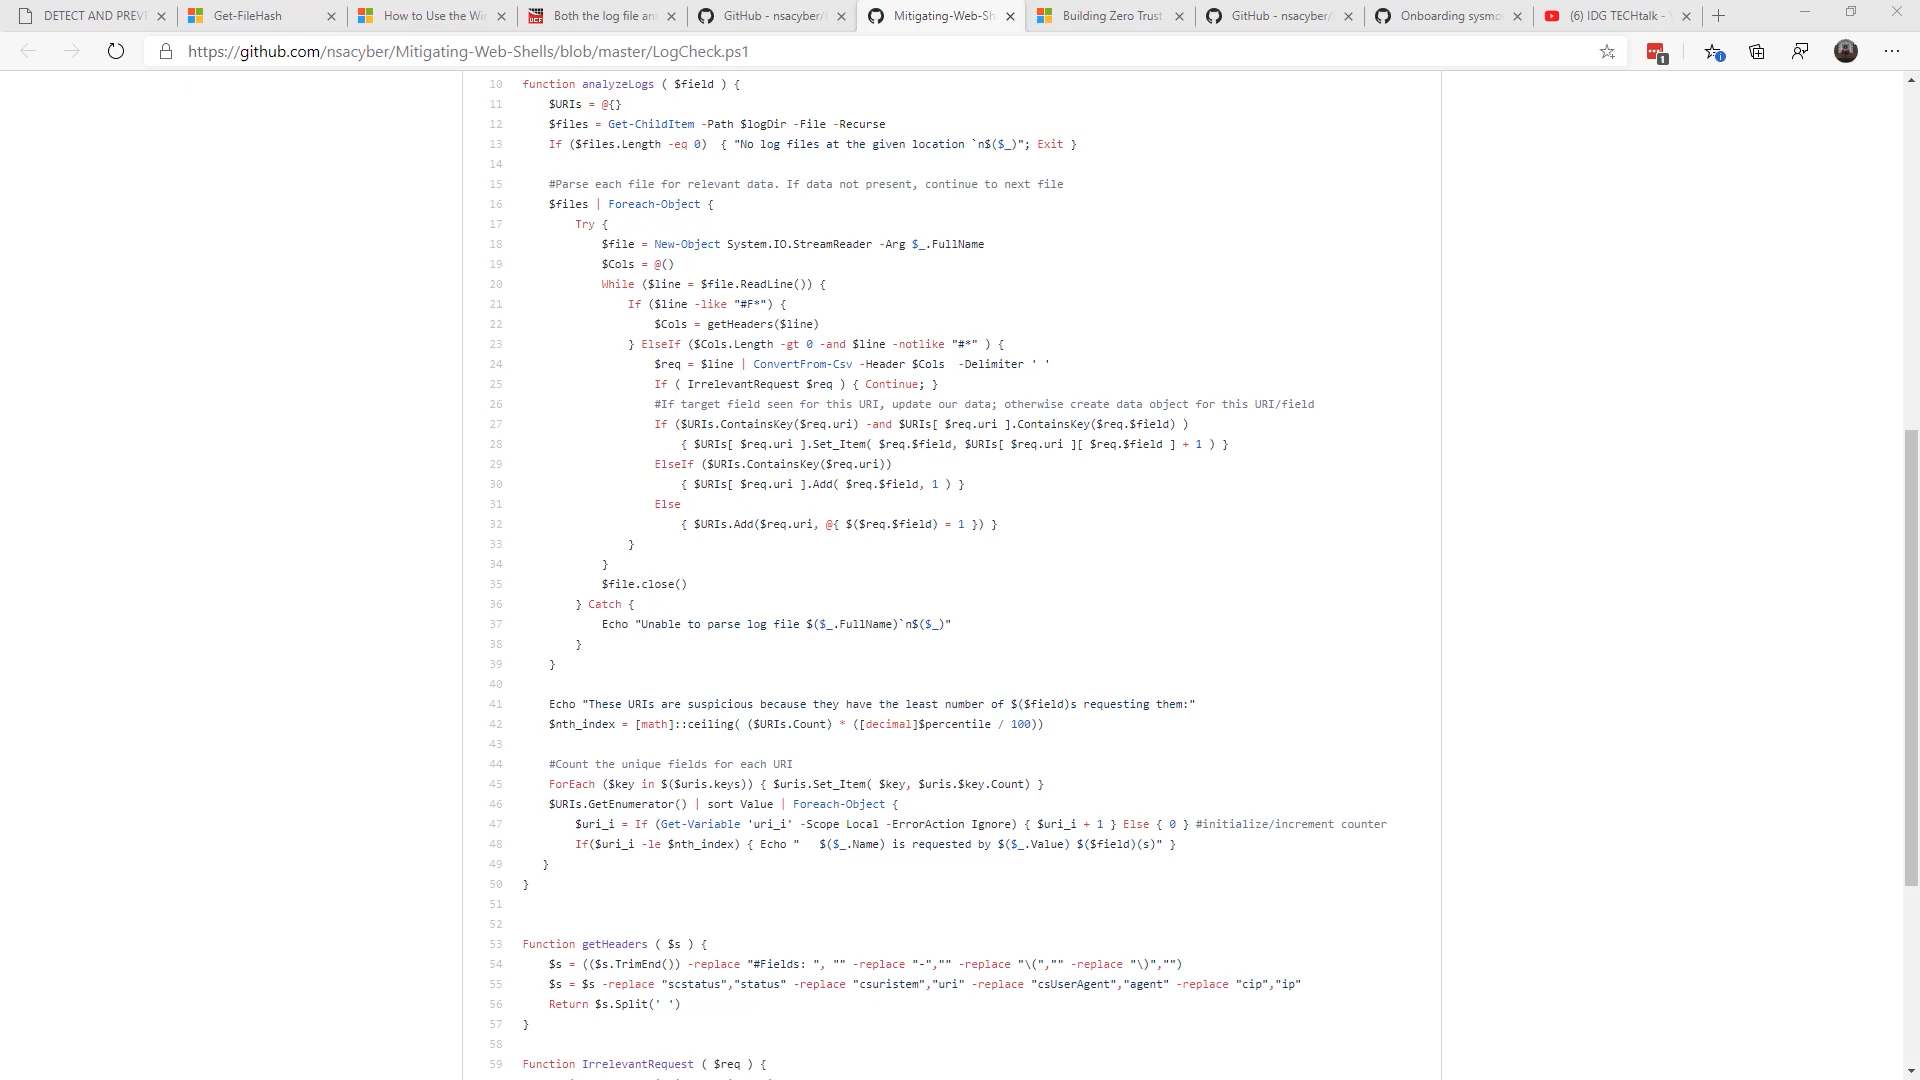 DETECT AND PREVE
Get-FileHash
How to Use the Win
Both the log file an
GitHub - nsacyber/
Mitigating-Web-Sh
Building Zero Trust
GitHub - nsacyber/
Onboarding sysmo
(6) IDG TECHtalk -
https://github.com/nsacyber/Mitigating-Web-Shells/blob/master/LogCheck.ps1
1
10 function analyzeLogs ( $field ) {
11 $URIs = @{}
12 $files = Get-ChildItem -Path $logDir -File -Recurse
13 If ($files.Length -eq 0)  { "No log files at the given location `n$($_)"; Exit }
14
15 #Parse each file for relevant data. If data not present, continue to next file
16 $files | Foreach-Object {
17 Try {
18 $file = New-Object System.IO.StreamReader -Arg $_.FullName
19 $Cols = @()
20 While ($line = $file.ReadLine()) {
21 If ($line -like "#F*") {
22 $Cols = getHeaders($line)
23 } ElseIf ($Cols.Length -gt 0 -and $line -notlike "#*" ) {
24 $req = $line | ConvertFrom-Csv -Header $Cols  -Delimiter ' '
25 If ( IrrelevantRequest $req ) { Continue; }
26 #If target field seen for this URI, update our data; otherwise create data object for this URI/field
27 If ($URIs.ContainsKey($req.uri) -and $URIs[ $req.uri ].ContainsKey($req.$field) )
28 { $URIs[ $req.uri ].Set_Item( $req.$field, $URIs[ $req.uri ][ $req.$field ] + 1 ) }
29 ElseIf ($URIs.ContainsKey($req.uri))
30 { $URIs[ $req.uri ].Add( $req.$field, 1 ) }
31 Else
32 { $URIs.Add($req.uri, @{ $($req.$field) = 1 }) }
33 }
34 }
35 $file.close()
36 } Catch {
37 Echo "Unable to parse log file $($_.FullName)`n$($_)"
38 }
39 }
40
41 Echo "These URIs are suspicious because they have the least number of $($field)s requesting them:"
42 $nth_index = [math]::ceiling( ($URIs.Count) * ([decimal]$percentile / 100))
43
44 #Count the unique fields for each URI
45 ForEach ($key in $($uris.keys)) { $uris.Set_Item( $key, $uris.$key.Count) }
46 $URIs.GetEnumerator() | sort Value | Foreach-Object {
47 $uri_i = If (Get-Variable 'uri_i' -Scope Local -ErrorAction Ignore) { $uri_i + 1 } Else { 0 } #initialize/increment counter
48 If($uri_i -le $nth_index) { Echo "   $($_.Name) is requested by $($_.Value) $($field)(s)" }
49 }
50 }
51
52
53 Function getHeaders ( $s ) {
54 $s = (($s.TrimEnd()) -replace "#Fields: ", "" -replace "-","" -replace "\(","" -replace "\)","")
55 $s = $s -replace "scstatus","status" -replace "csuristem","uri" -replace "csUserAgent","agent" -replace "cip","ip"
56 Return $s.Split(' ')
57 }
58
59 Function IrrelevantRequest ( $req ) {